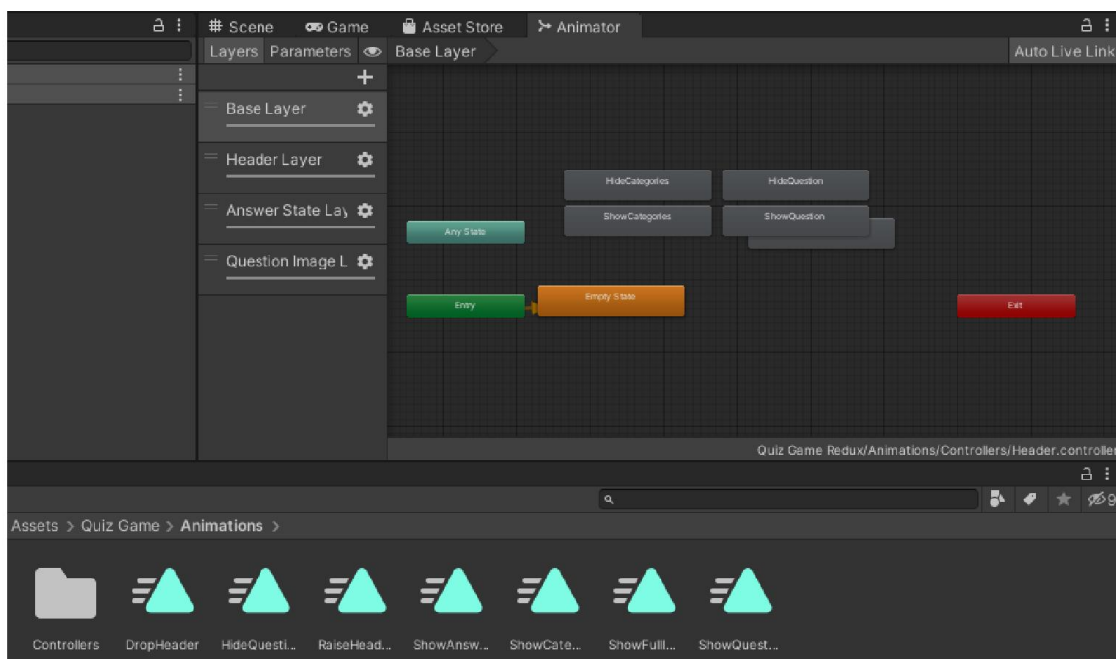 Scene Game Asset Store Animator
Layers Parameters Base Layer Auto Live Link
Base Layer
Header Layer
Answer State Lay
Question Image L
HideCategories HideQuestion
ShowCategories ShowQuestion
Any State
Entry Empty State Exit
Quiz Game Redux/Animations/Controllers/Header.controller
9
Assets > Quiz Game > Animations >
Controllers DropHeader HideQuesti... RaiseHead... ShowAnsw... ShowCate... ShowFullI... ShowQuest...